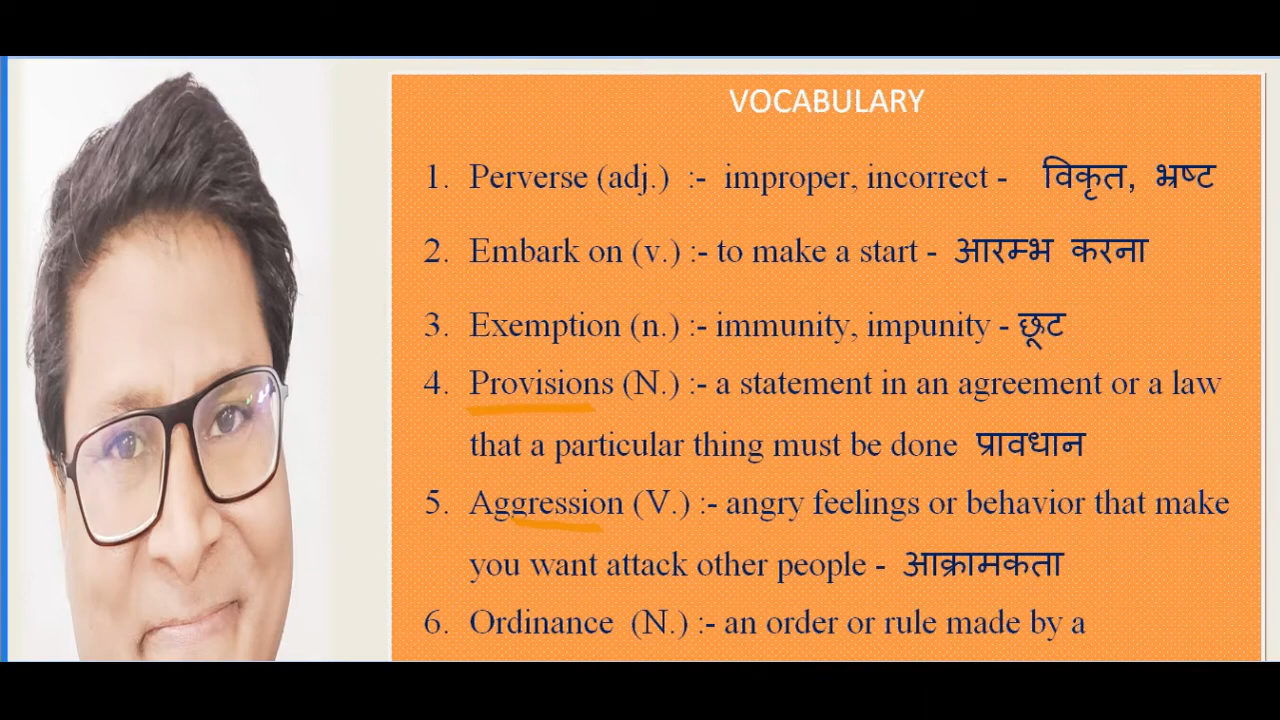 VOCABULARY
1. Perverse (adj.) :- improper, incorrect - विकृत, भ्रष्ट
2. Embark on (v.) :- to make a start - आरम्भ करना
3. Exemption (n.) :- immunity, impunity - छूट
4. Provisions (N.) :- a statement in an agreement or a law
that a particular thing must be done प्रावधान
5. Aggression (V.) :- angry feelings or behavior that make
you want attack other people - आक्रामकता
6. Ordinance (N.) :- an order or rule made by a